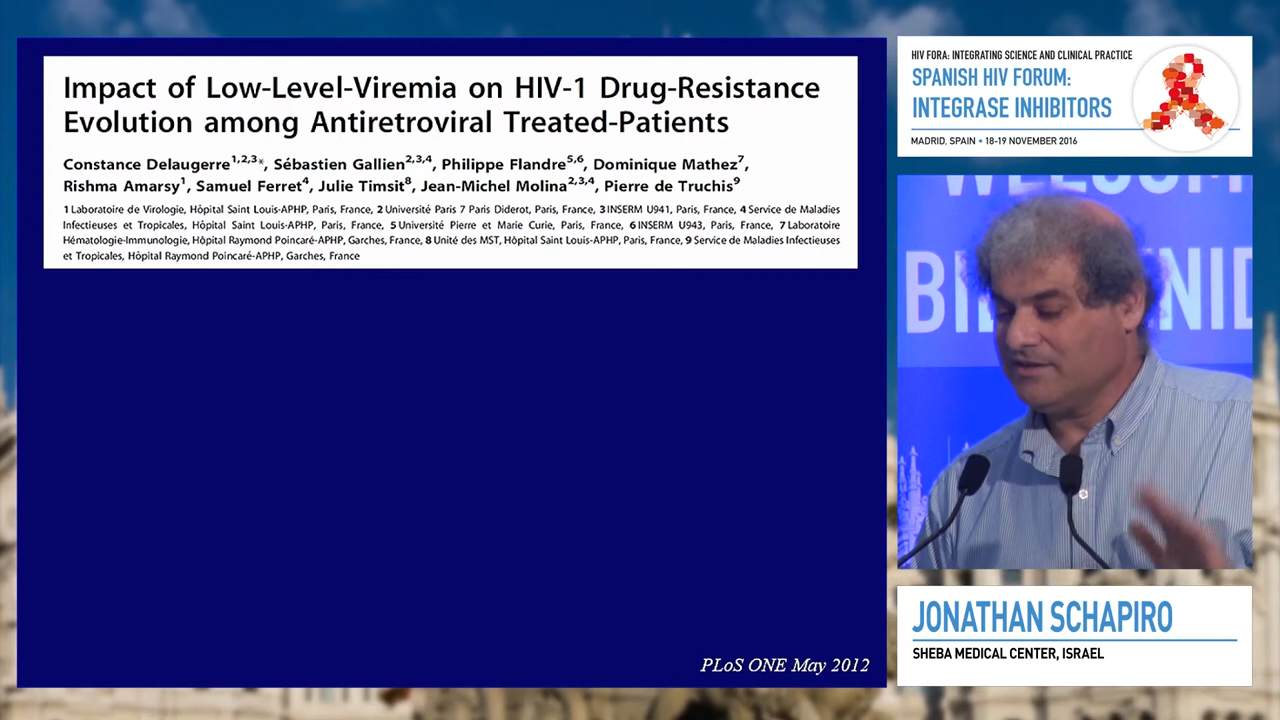 Impact of Low-Level-Viremia on HIV-1 Drug-Resistance
Evolution among Antiretroviral Treated-Patients
Constance Delaugerre1,2,3*, Sébastien Gallien2,3,4, Philippe Flandre5,6, Dominique Mathez7,
Rishma Amarsy1, Samuel Ferret4, Julie Timsit8, Jean-Michel Molina2,3,4, Pierre de Truchis9
1 Laboratoire de Virologie, Hôpital Saint Louis-APHP, Paris, France, 2 Université Paris 7 Paris Diderot, Paris, France, 3 INSERM U941, Paris, France, 4 Service de Maladies
Infectieuses et Tropicales, Hôpital Saint Louis-APHP, Paris, France, 5 Université Pierre et Marie Curie, Paris, France, 6 INSERM U943, Paris, France, 7 Laboratoire
Hématologie-Immunologie, Hôpital Raymond Poincaré-APHP, Garches, France, 8 Unité des MST, Hôpital Saint Louis-APHP, Paris, France, 9 Service de Maladies Infectieuses
et Tropicales, Hôpital Raymond Poincaré-APHP, Garches, France
PLoS ONE May 2012
HIV FORA: INTEGRATING SCIENCE AND CLINICAL PRACTICE
SPANISH HIV FORUM:
INTEGRASE INHIBITORS
MADRID, SPAIN • 18-19 NOVEMBER 2016
JONATHAN SCHAPIRO
SHEBA MEDICAL CENTER, ISRAEL